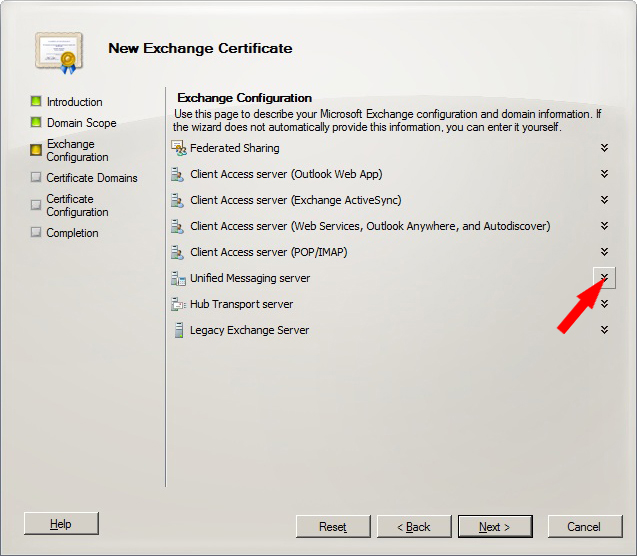 New Exchange Certificate
Introduction
Domain Scope
Exchange
Configuration
Certificate Domains
Certificate
Configuration
Completion
Exchange Configuration
Use this page to describe your Microsoft Exchange configuration and domain information. If
the wizard does not automatically provide this information, you can enter it yourself.
Federated Sharing
Client Access server (Outlook Web App)
Client Access server (Exchange ActiveSync)
Client Access server (Web Services, Outlook Anywhere, and Autodiscover)
Client Access server (POP/IMAP)
Unified Messaging server
Hub Transport server
Legacy Exchange Server
Help
Reset
< Back
Next >
Cancel